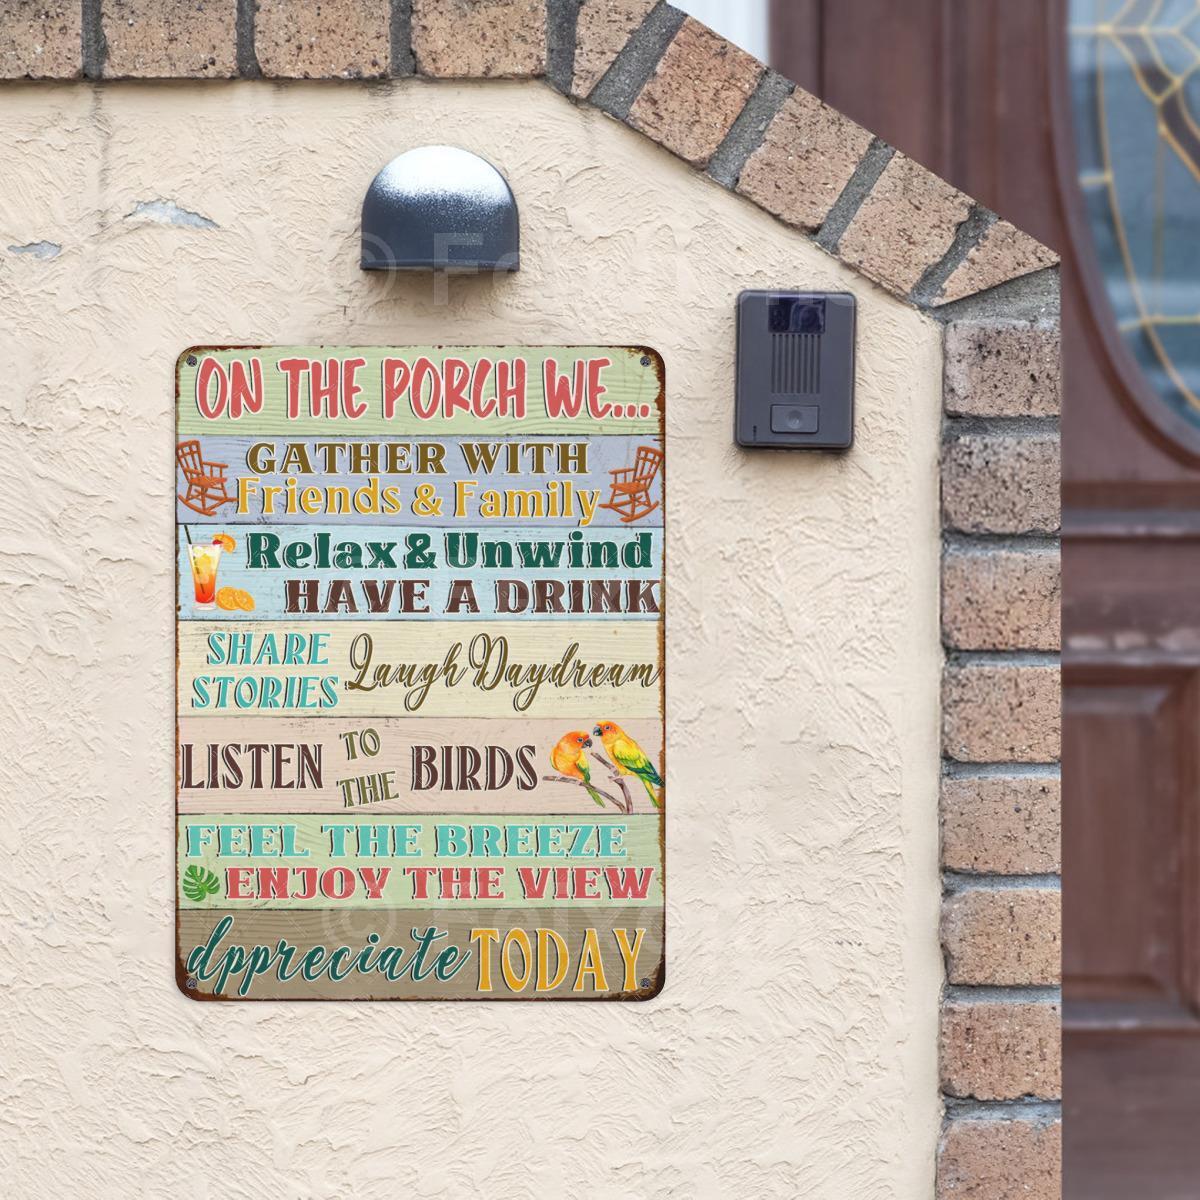 ON THE PORCH WE....
GATHER WITH
Friends & Family
Relax & Unwind
HAVE A DRINK
SHARE STORIES Laugh Daydream
LISTEN TO THE BIRDS
FEEL THE BREEZE
ENJOY THE VIEW
appreciate TODAY